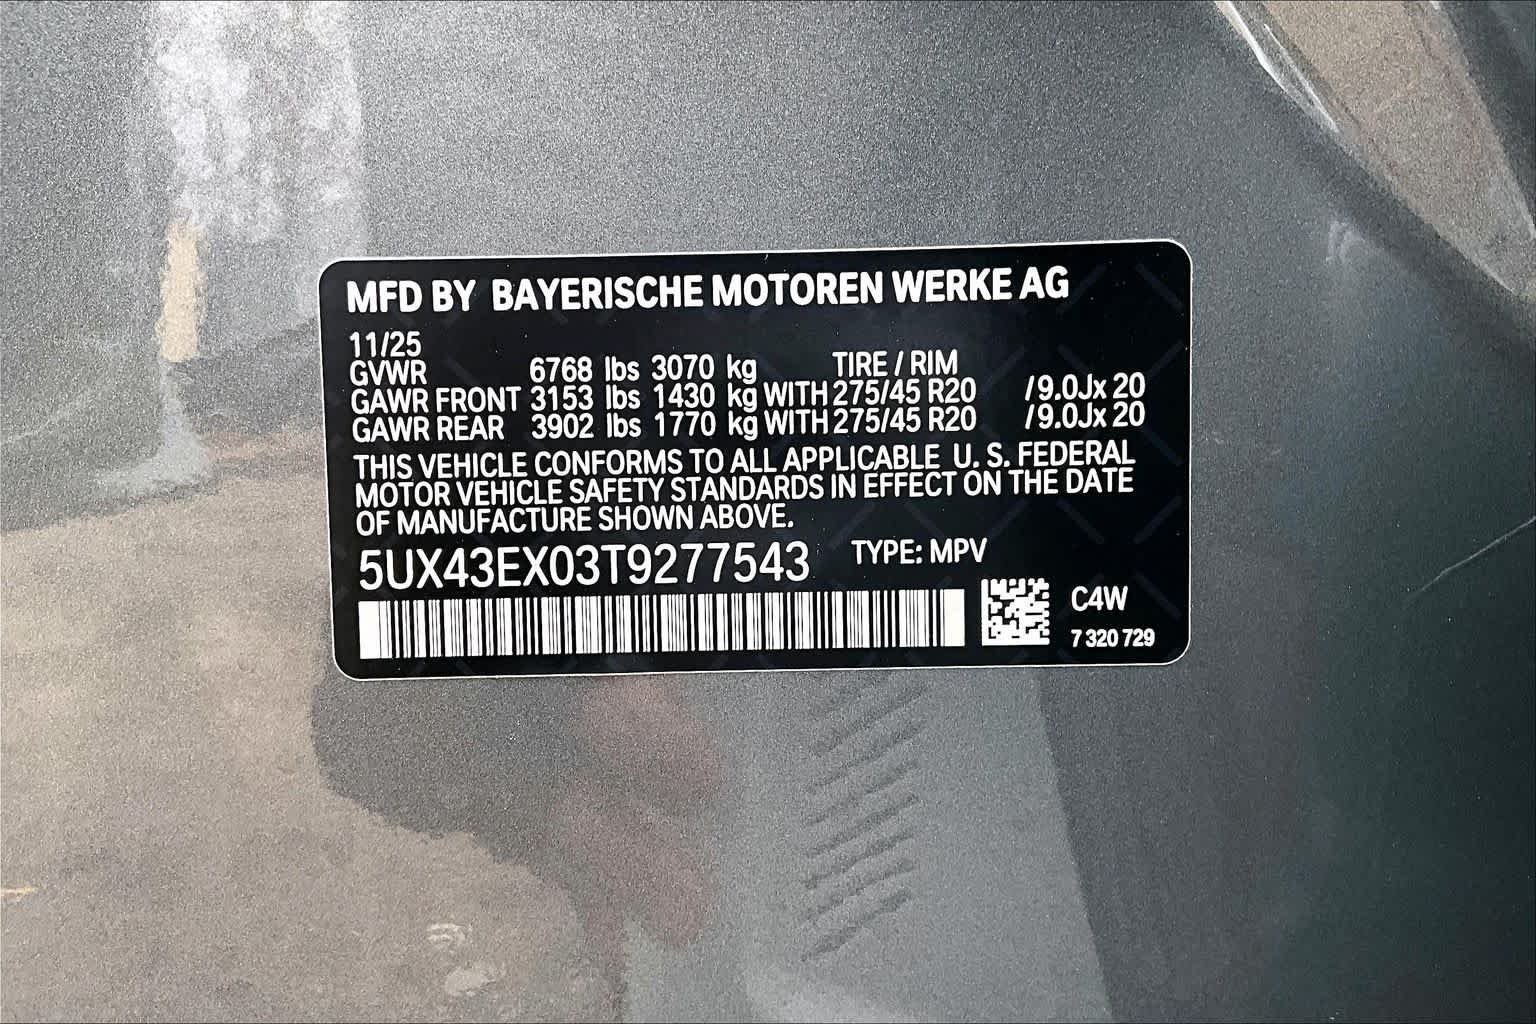 MFD BY BAYERISCHE MOTOREN WERKE AG
11/25
GVWR 6768 lbs 3070 kg TIRE / RIM
GAWR FRONT 3153 lbs 1430 kg WITH 275/45 R20 /9.0Jx 20
GAWR REAR 3902 lbs 1770 kg WITH 275/45 R20 /9.0Jx 20
THIS VEHICLE CONFORMS TO ALL APPLICABLE U. S. FEDERAL
MOTOR VEHICLE SAFETY STANDARDS IN EFFECT ON THE DATE
OF MANUFACTURE SHOWN ABOVE.
5UX43EX03T9277543 TYPE: MPV
C4W
7 320 729